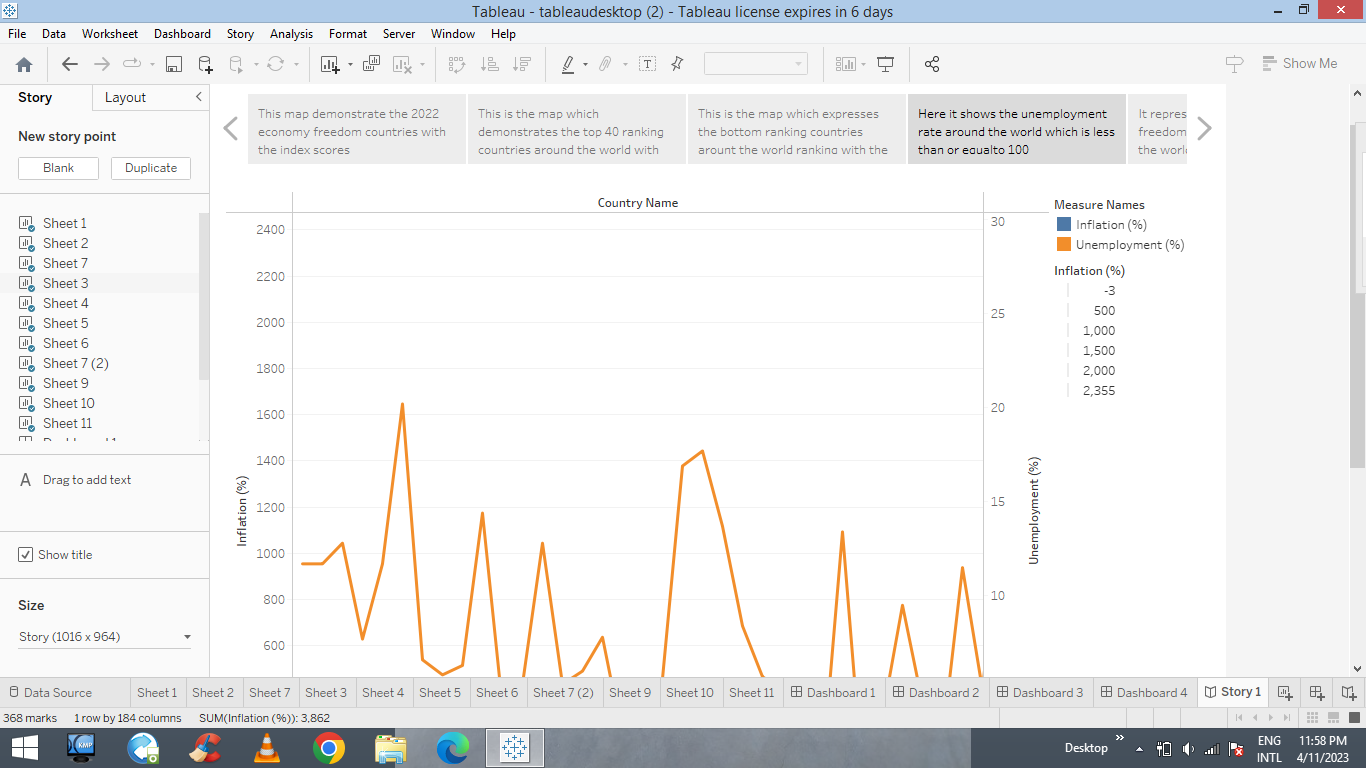 Tableau - tableaudesktop (2) - Tableau license expires in 6 days
File Data Worksheet Dashboard Story Analysis Format Server Window Help
Show Me
Story Layout
New story point
Blank Duplicate
Sheet 1
Sheet 2
Sheet 7
Sheet 3
Sheet 4
Sheet 5
Sheet 6
Sheet 7 (2)
Sheet 9
Sheet 10
Sheet 11
A Drag to add text
Show title
Size
Story (1016 x 964)
This map demonstrate the 2022
economy freedom countries with
the index scores
This is the map which
demonstrates the top 40 ranking
countries around the world with
This is the map which expresses
the bottom ranking countries
arount the world ranking with the
Here it shows the unemployment
rate around the world which is less
than or equalto 100
It repres
freedom
the world
Country Name
2400
2200
2000
1800
1600
1400
1200
1000
800
600
Inflation (%)
30
25
20
15
10
Unemployment (%)
Measure Names
Inflation (%)
Unemployment (%)
Inflation (%)
-3
500
1,000
1,500
2,000
2,355
Data Source Sheet 1 Sheet 2 Sheet 7 Sheet 3 Sheet 4 Sheet 5 Sheet 6 Sheet 7 (2) Sheet 9 Sheet 10 Sheet 11 Dashboard 1 Dashboard 2 Dashboard 3 Dashboard 4 Story 1
368 marks 1 row by 184 columns SUM(Inflation (%)): 3,862
KMP
Desktop
ENG
INTL
11:58 PM
4/11/2023